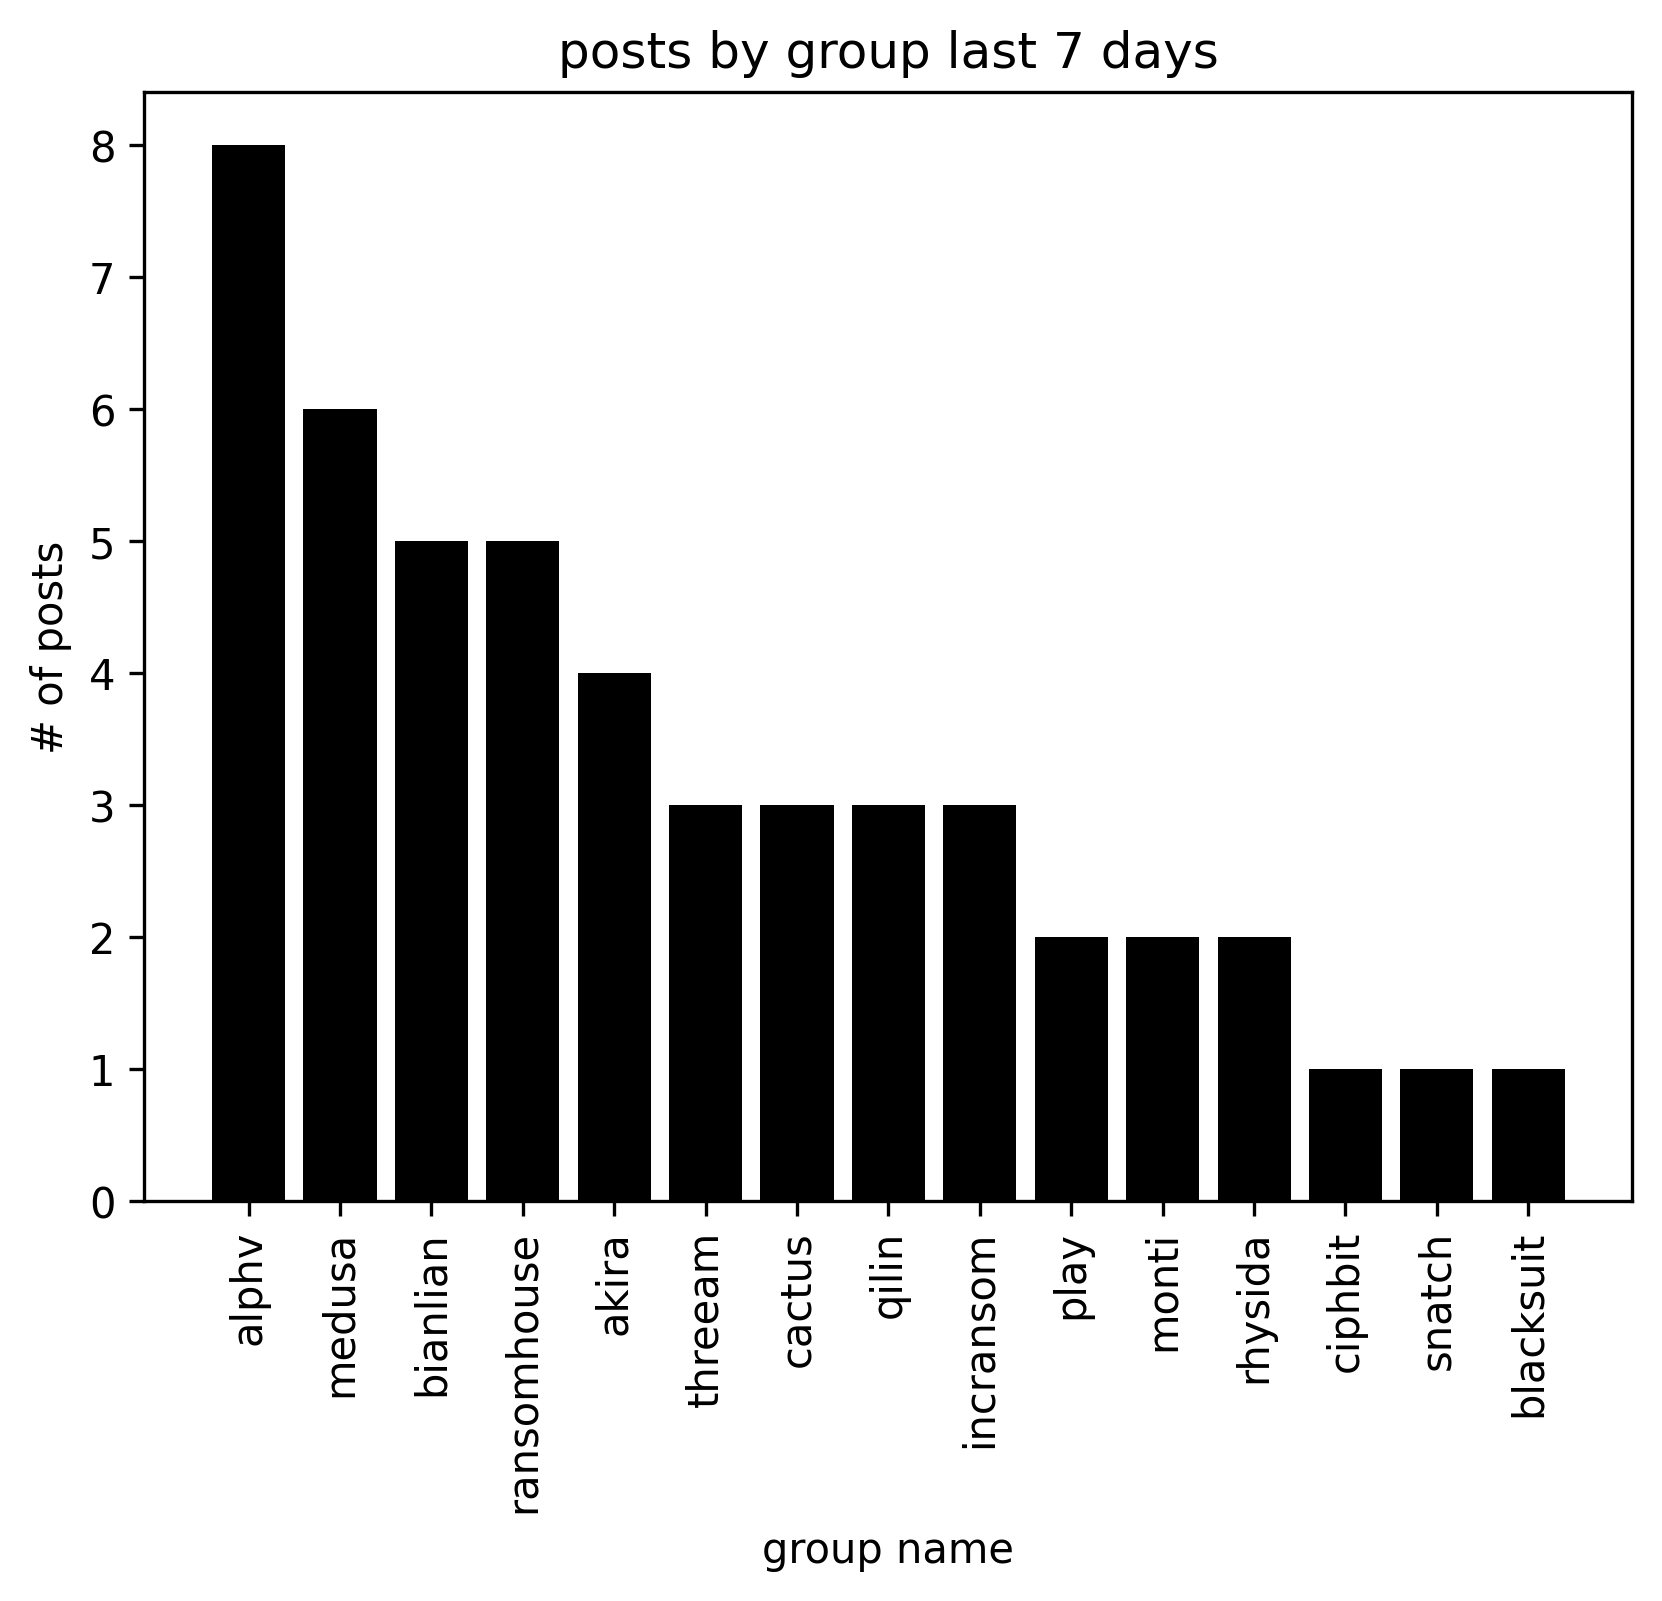 posts by group last 7 days
8
7
6
5
4
3
2
1
0
# of posts
alphv
medusa
bianlian
ransomhouse
akira
threeam
cactus
qilin
incransom
play
monti
rhysida
ciphbit
snatch
blacksuit
group name